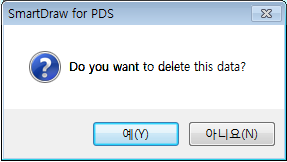 SmartDraw for PDS
Do you want to delete this data?
예(Y)
아니요(N)